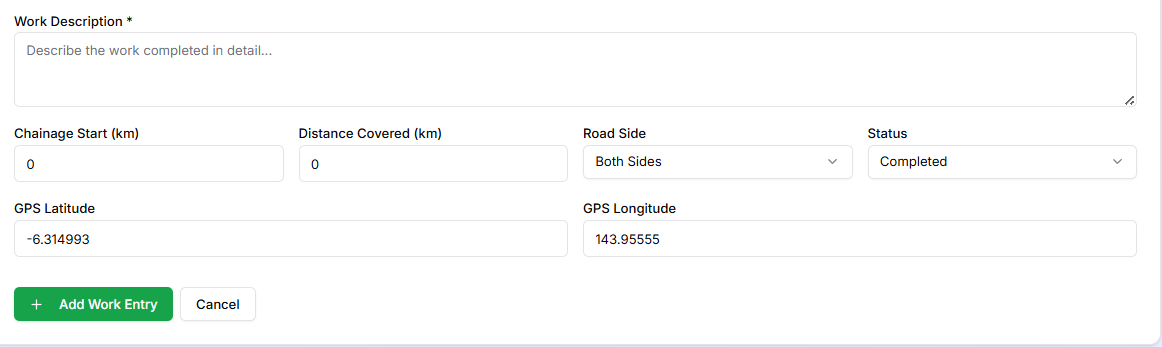 Work Description *
Describe the work completed in detail...
Chainage Start (km) Distance Covered (km) Road Side Status
0 0 Both Sides Completed
GPS Latitude GPS Longitude
-6.314993 143.95555
+ Add Work Entry Cancel